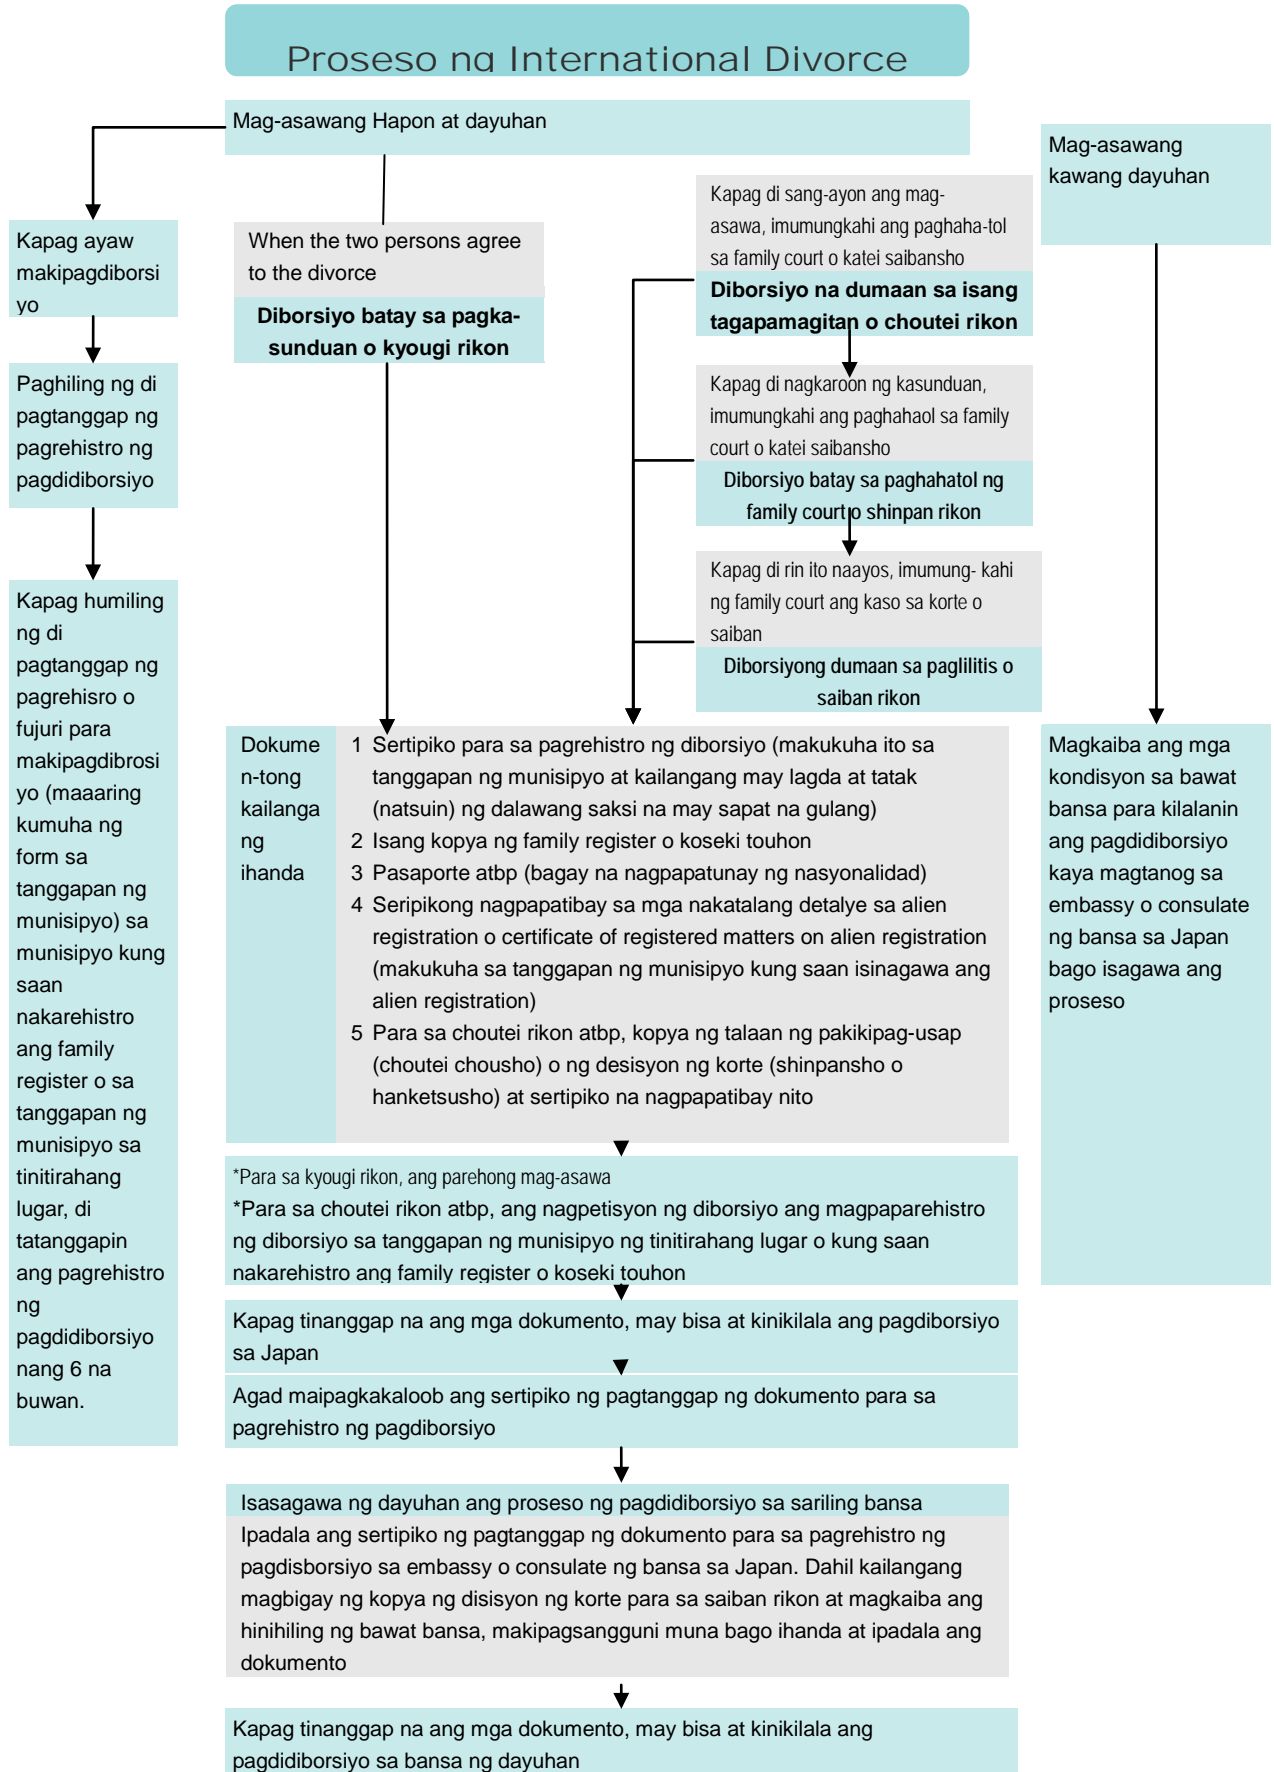 Proseso ng International Divorce
Mag-asawang Hapon at dayuhan
Kapag ayaw
makipagdiborsi
yo
Paghiling ng di
pagtanggap ng
pagrehistro ng
pagdidiborsiyo
Kapag humiling
ng di
pagtanggap ng
pagrehisro o
fujuri para
makipagdibrosi
yo (maaaring
kumuha ng
form sa
tanggapan ng
munisipyo) sa
munisipyo kung
saan
nakarehistro
ang family
register o sa
tanggapan ng
munisipyo sa
tinitirahang
lugar, di
tatanggapin
ang pagrehistro
ng
pagdidiborsiyo
nang 6 na
buwan.
When the two persons agree
to the divorce
Diborsiyo batay sa pagka-
sunduan o kyougi rikon
Kapag di sang-ayon ang mag-
asawa, imumungkahi ang paghaha-tol
sa family court o katei saibansho
Diborsiyo na dumaan sa isang
tagapamagitan o choutei rikon
Kapag di nagkaroon ng kasunduan,
imumungkahi ang paghahaol sa family
court o katei saibansho
Diborsiyo batay sa paghahatol ng
family court o shinpan rikon
Kapag di rin ito naayos, imumung- kahi
ng family court ang kaso sa korte o
saiban
Diborsiyong dumaan sa paglilitis o
saiban rikon
Mag-asawang
kawang dayuhan
Magkaiba ang mga
kondisyon sa bawat
bansa para kilalanin
ang pagdidiborsiyo
kaya magtanog sa
embassy o consulate
ng bansa sa Japan
bago isagawa ang
proseso
Dokume
n-tong
kailanga
ng
ihanda
1 Sertipiko para sa pagrehistro ng diborsiyo (makukuha ito sa
tanggapan ng munisipyo at kailangang may lagda at tatak
(natsuin) ng dalawang saksi na may sapat na gulang)
2 Isang kopya ng family register o koseki touhon
3 Pasaporte atbp (bagay na nagpapatunay ng nasyonalidad)
4 Seripikong nagpapatibay sa mga nakatalang detalye sa alien
registration o certificate of registered matters on alien registration
(makukuha sa tanggapan ng munisipyo kung saan isinagawa ang
alien registration)
5 Para sa choutei rikon atbp, kopya ng talaan ng pakikipag-usap
(choutei chousho) o ng desisyon ng korte (shinpansho o
hanketsusho) at sertipiko na nagpapatibay nito
*Para sa kyougi rikon, ang parehong mag-asawa
*Para sa choutei rikon atbp, ang nagpetisyon ng diborsiyo ang magpaparehistro
ng diborsiyo sa tanggapan ng munisipyo ng tinitirahang lugar o kung saan
nakarehistro ang family register o koseki touhon
Kapag tinanggap na ang mga dokumento, may bisa at kinikilala ang pagdiborsiyo
sa Japan
Agad maipagkakaloob ang sertipiko ng pagtanggap ng dokumento para sa
pagrehistro ng pagdiborsiyo
Isasagawa ng dayuhan ang proseso ng pagdidiborsiyo sa sariling bansa
Ipadala ang sertipiko ng pagtanggap ng dokumento para sa pagrehistro ng
pagdisborsiyo sa embassy o consulate ng bansa sa Japan. Dahil kailangang
magbigay ng kopya ng disisyon ng korte para sa saiban rikon at magkaiba ang
hinihiling ng bawat bansa, makipagsangguni muna bago ihanda at ipadala ang
dokumento
Kapag tinanggap na ang mga dokumento, may bisa at kinikilala ang
pagdidiborsiyo sa bansa ng dayuhan